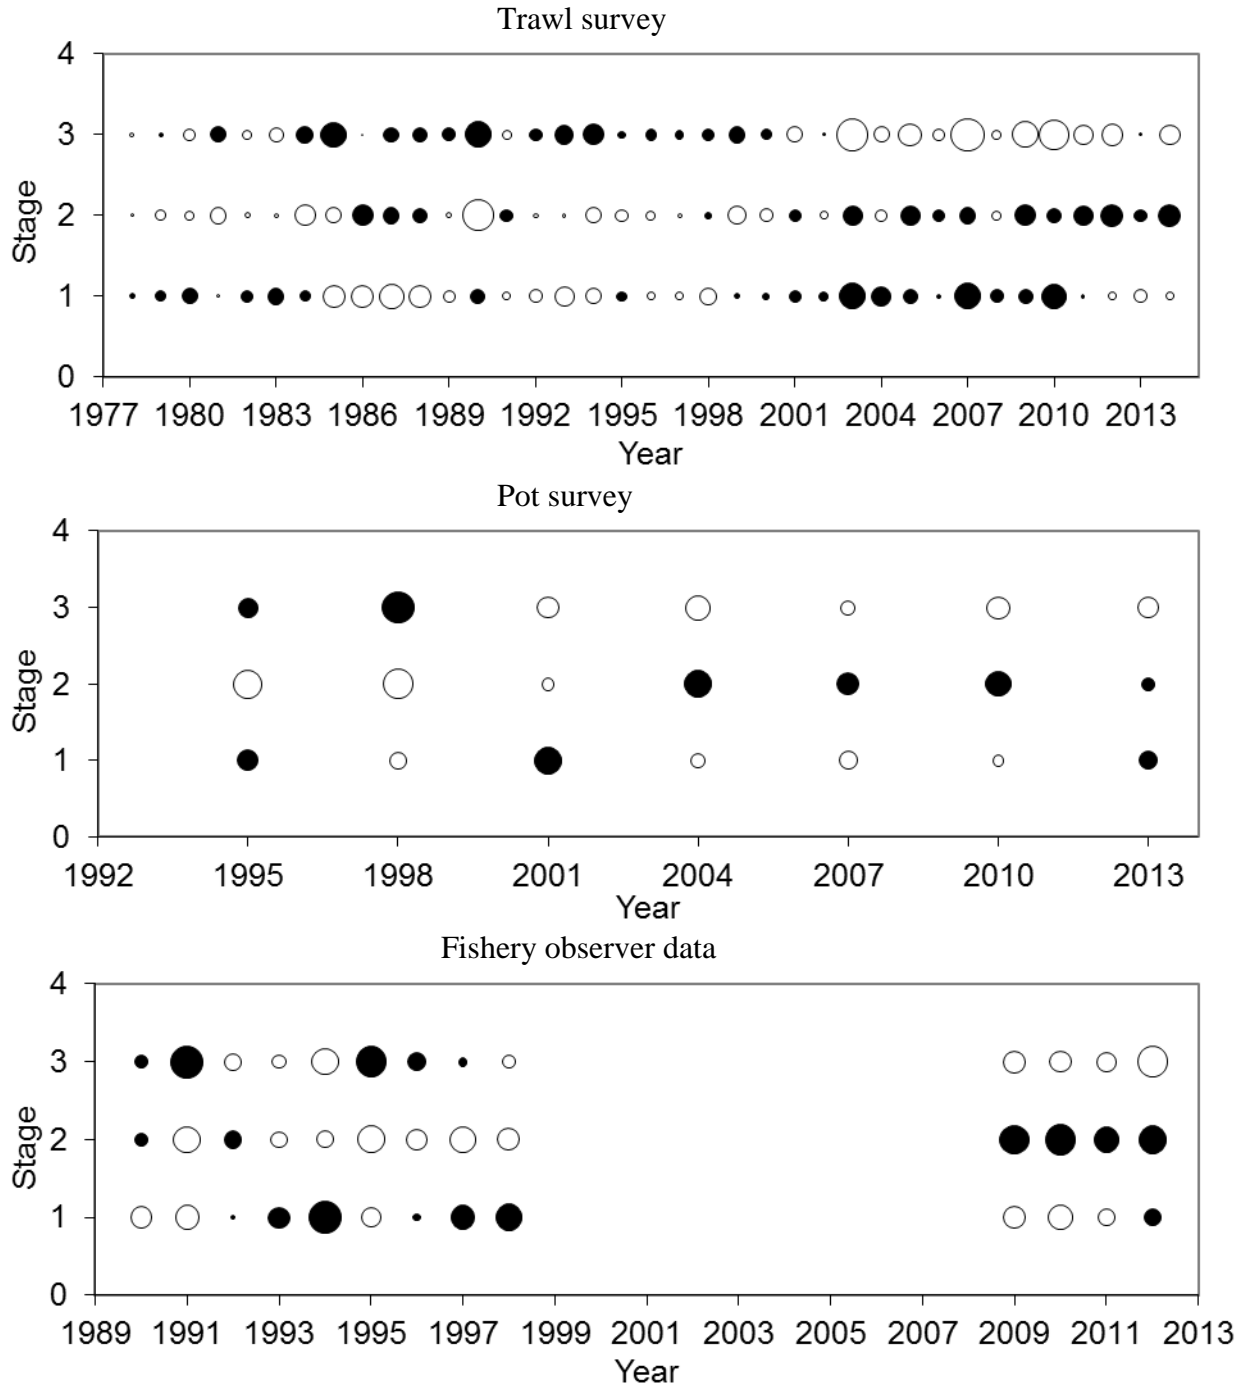 Trawl survey
4
3
2
1
0
Stage
1977 1980 1983 1986 1989 1992 1995 1998 2001 2004 2007 2010 2013
Year
Pot survey
4
3
2
1
0
Stage
1992 1995 1998 2001 2004 2007 2010 2013
Year
Fishery observer data
4
3
2
1
0
Stage
1989 1991 1993 1995 1997 1999 2001 2003 2005 2007 2009 2011 2013
Year